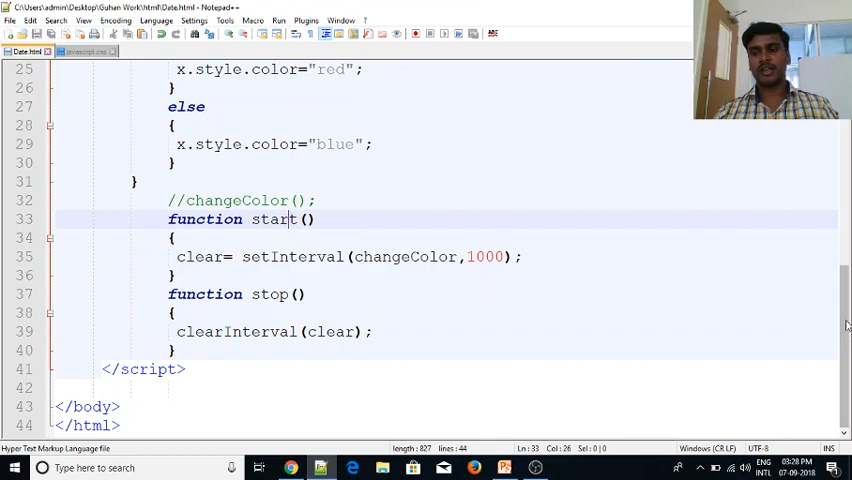 C:\Users\admin\Desktop\Guhan Work\html\Date.html - Notepad++
File Edit Search View Encoding Language Settings Tools Macro Run Plugins Window ?
Date.html javascript.css
25 x.style.color="red";
26 }
27 else
28 {
29 x.style.color="blue";
30 }
31 }
32 //changeColor();
33 function start()
34 {
35 clear= setInterval(changeColor,1000);
36 }
37 function stop()
38 {
39 clearInterval(clear);
40 }
41 </script>
42
43 </body>
44 </html>
Hyper Text Markup Language file length : 827 lines : 44 Ln : 33 Col : 26 Sel : 0 | 0 Windows (CR LF) UTF-8 INS
Type here to search
ENG 03:28 PM
INTL 07-09-2018